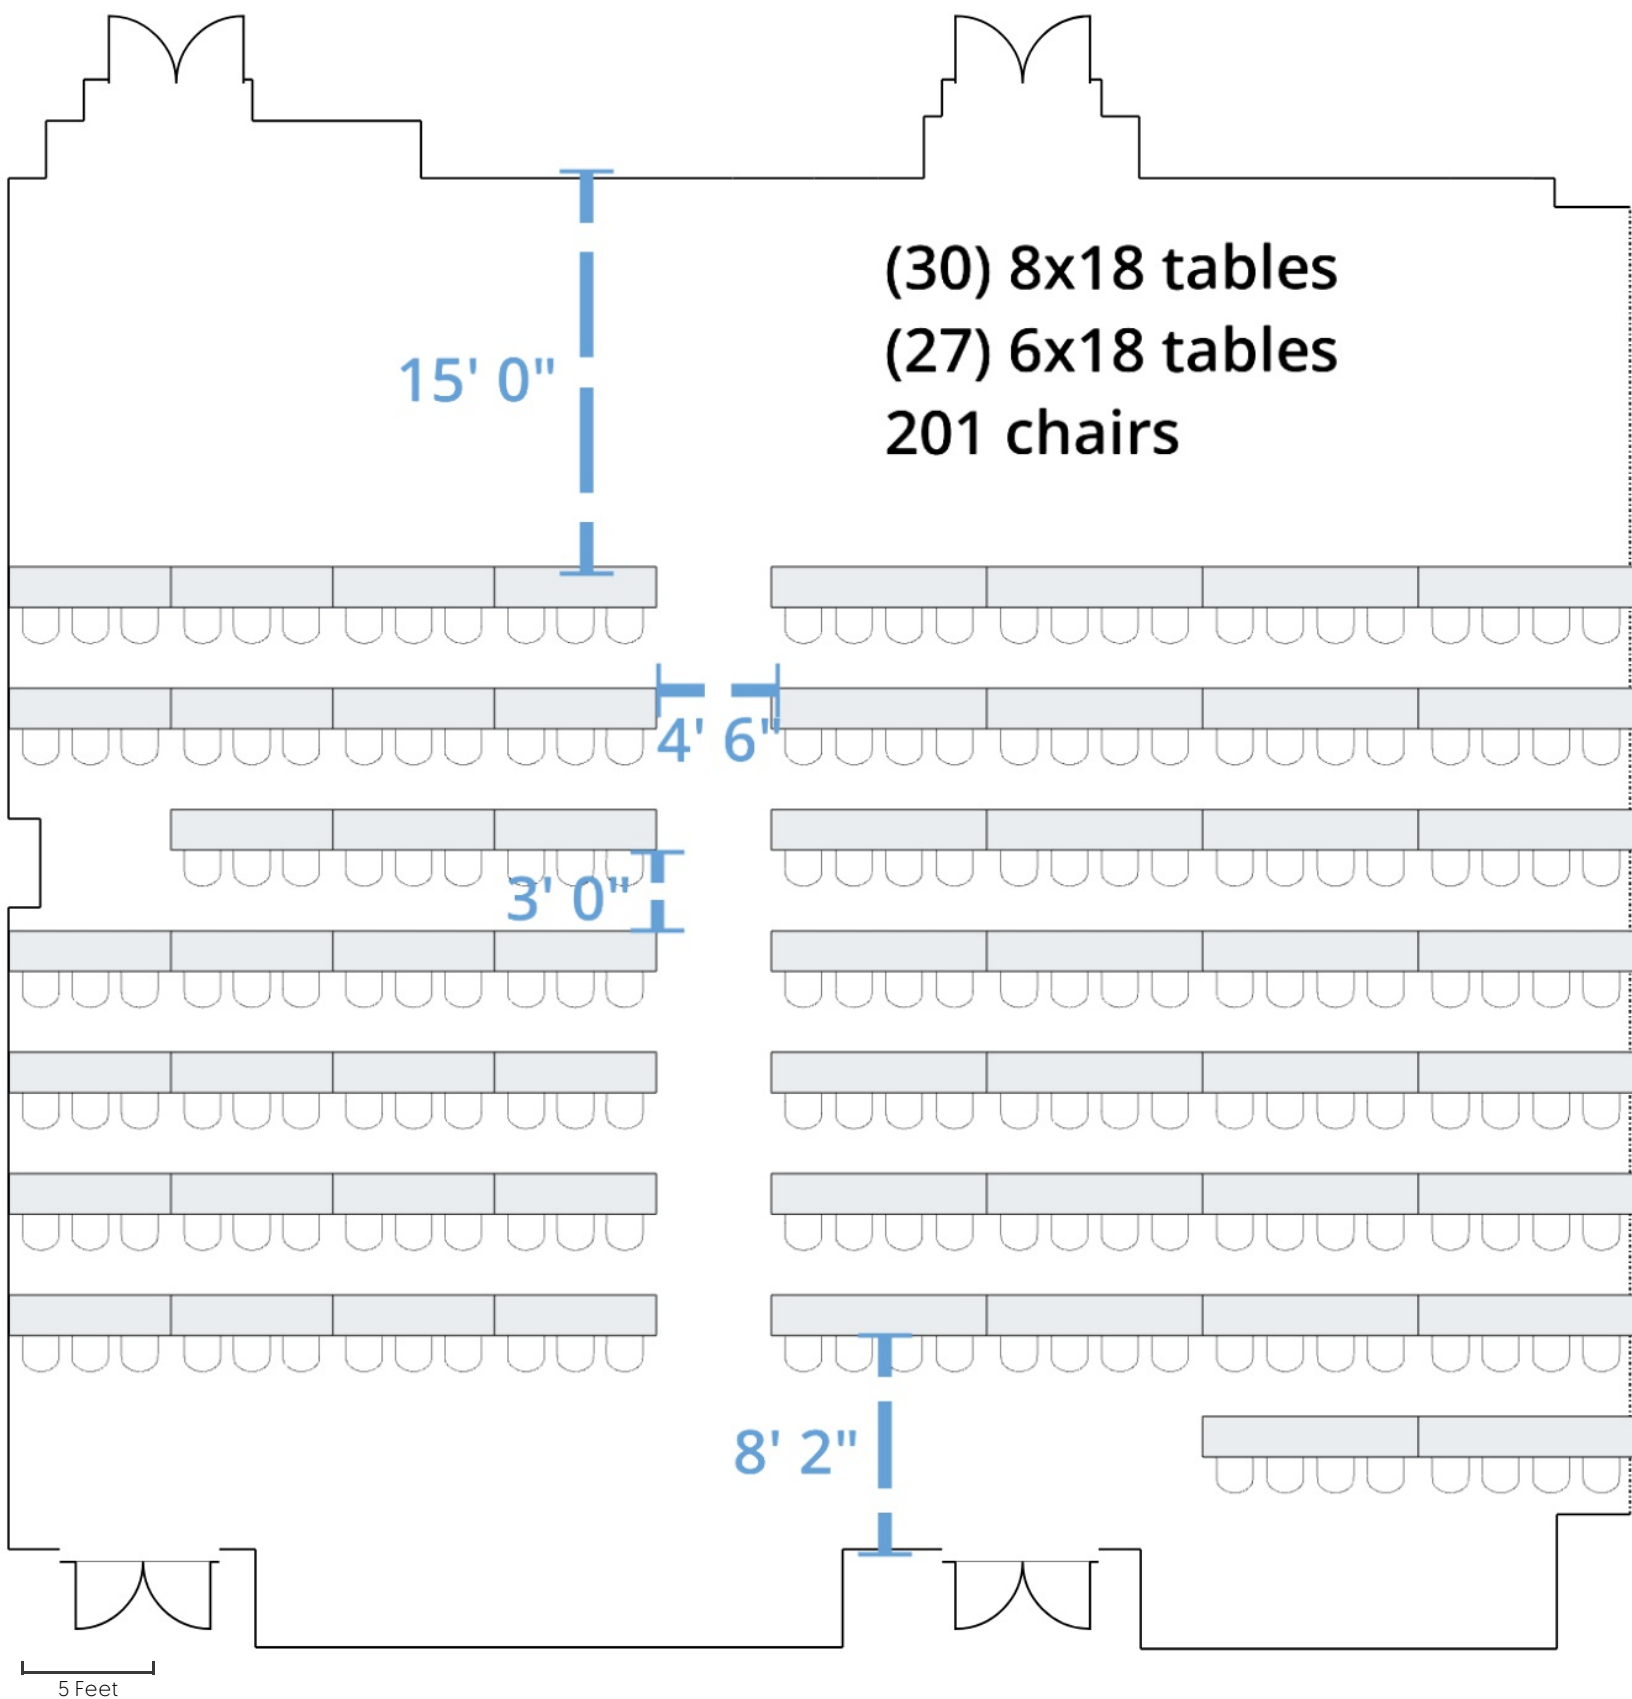 (30) 8x18 tables
(27) 6x18 tables
15' 0"
201 chairs
4' 6"
3' 0"
8' 2"
5 Feet